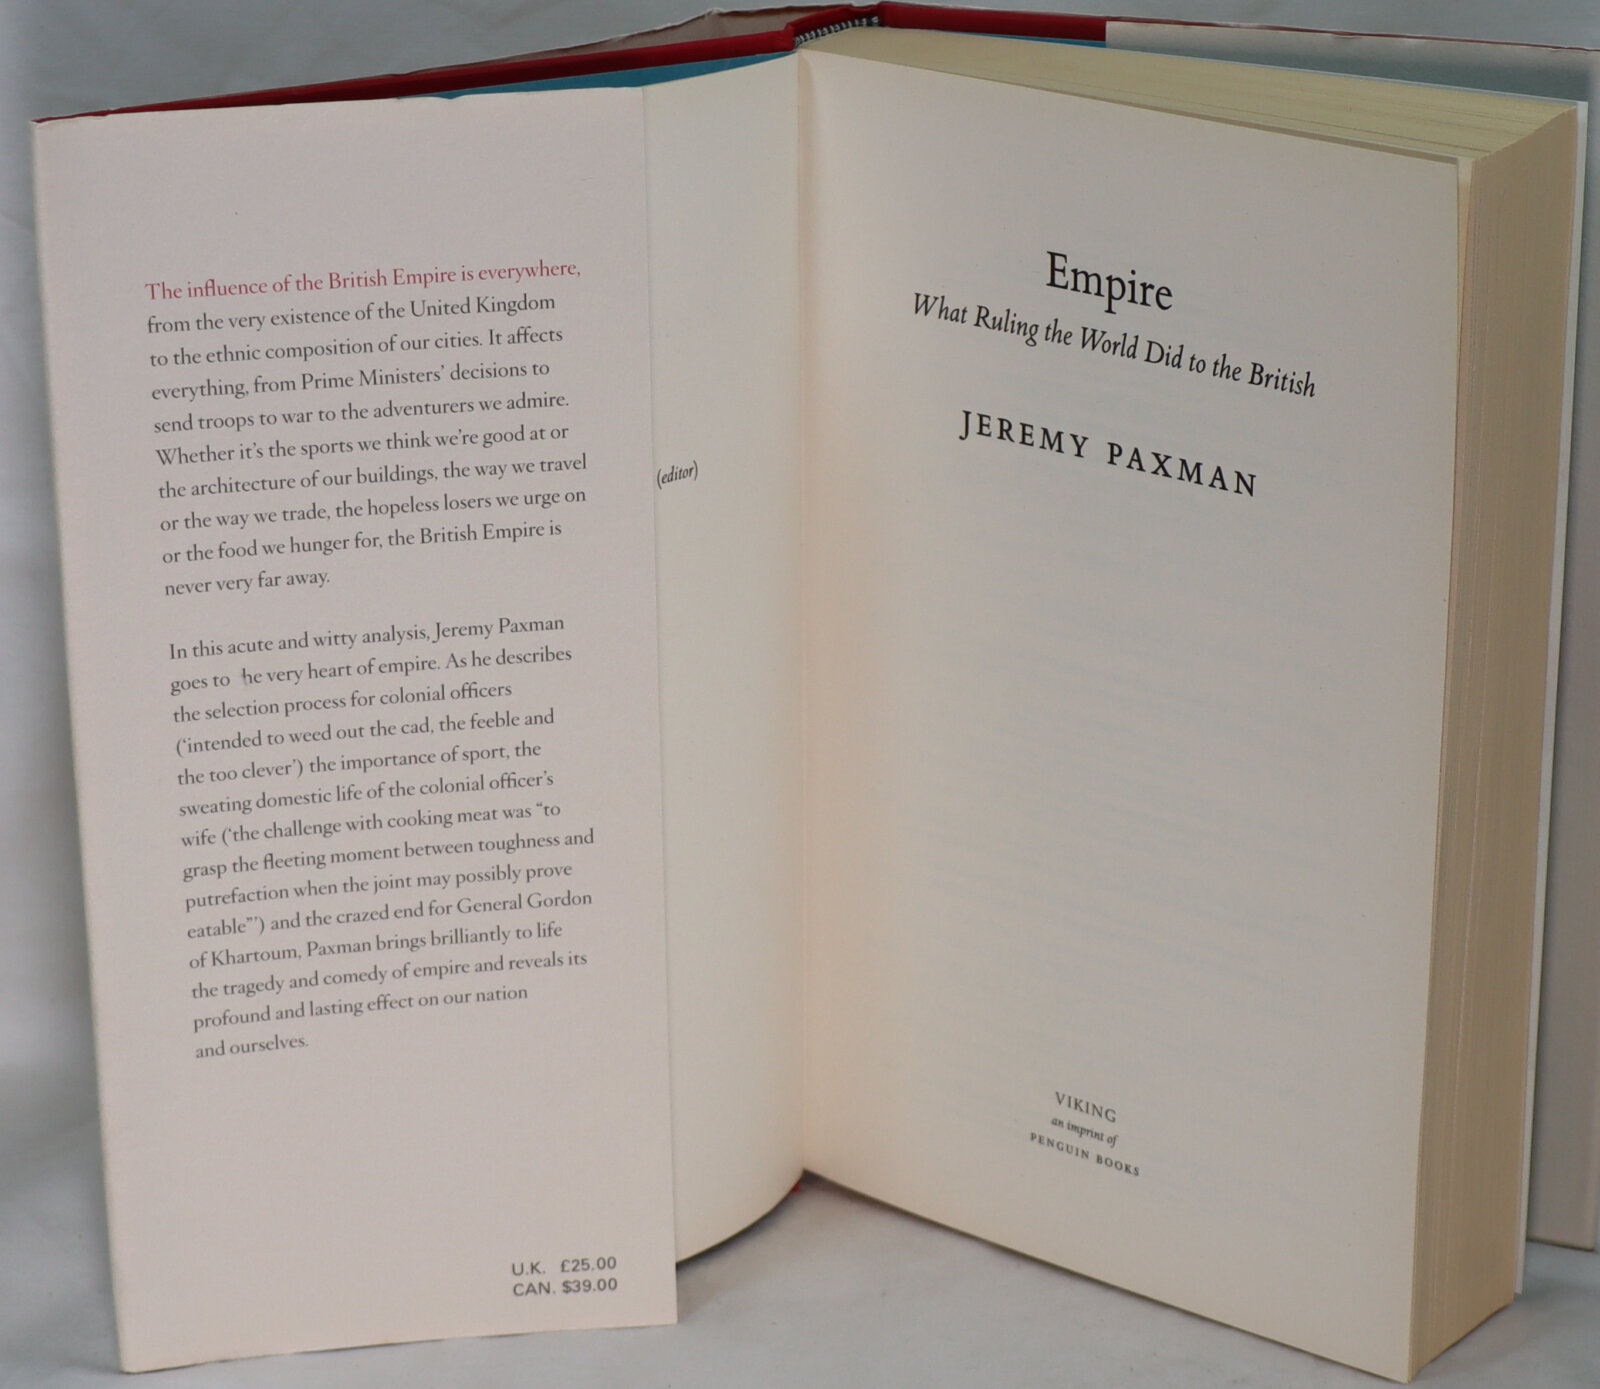 The influence of the British Empire is everywhere,
from the very existence of the United Kingdom
to the ethnic composition of our cities. It affects
everything, from Prime Ministers' decisions to
send troops to war to the adventurers we admire.
Whether it's the sports we think we're good at or
the architecture of our buildings, the way we travel
or the way we trade, the hopeless losers we urge on
or the food we hunger for, the British Empire is
never very far away.
In this acute and witty analysis, Jeremy Paxman
goes to he very heart of empire. As he describes
the selection process for colonial officers
('intended to weed out the cad, the feeble and
the too clever') the importance of sport, the
sweating domestic life of the colonial officer's
wife ('the challenge with cooking meat was “to
grasp the fleeting moment between toughness and
putrefaction when the joint may possibly prove
eatable”') and the crazed end for General Gordon
of Khartoum, Paxman brings brilliantly to life
the tragedy and comedy of empire and reveals its
profound and lasting effect on our nation
and ourselves.
U.K. £25.00
CAN. $39.00
(editor)
Empire
What Ruling the World Did to the British
JEREMY PAXMAN
VIKING
an imprint of
PENGUIN BOOKS